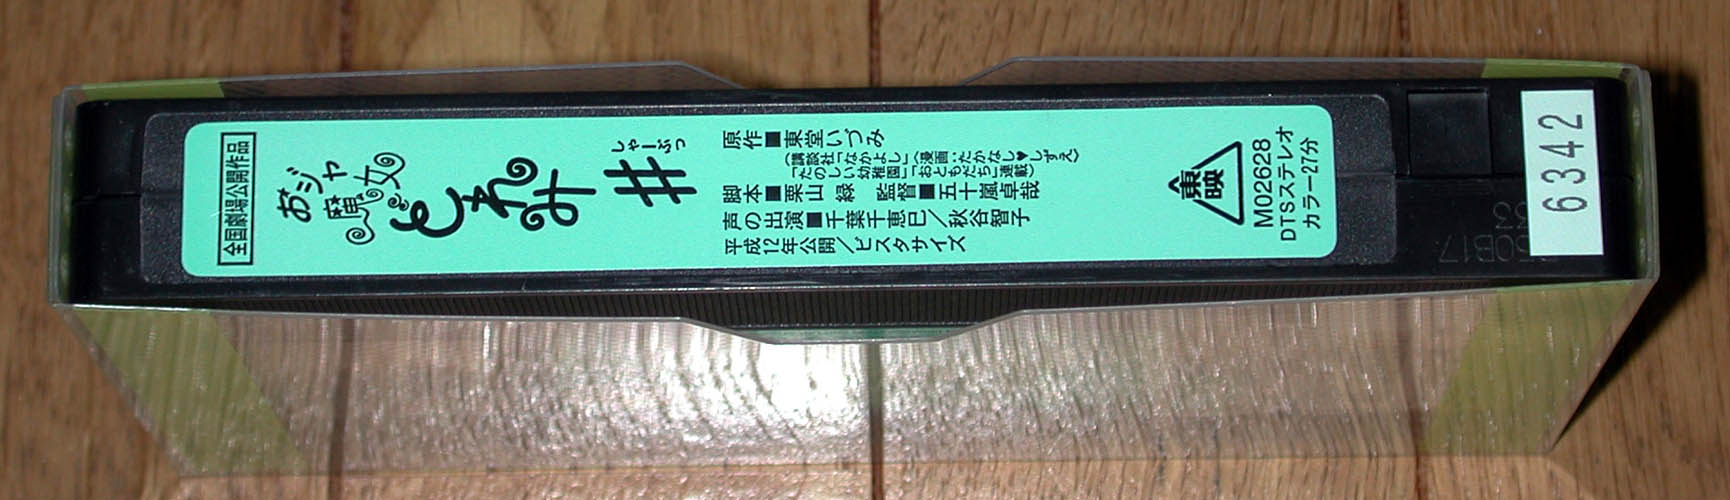 全国劇場公開作品
おジャ
魔女
どれみ
しゃーぷっ
#
原作■東堂いづみ
(講談社「なかよし」(漫画:たかなし♥しずえ)
「たのしい幼稚園」「おともだち」連載)
脚本■栗山 緑 監督■五十嵐卓哉
声の出演■千葉千恵巳/秋谷智子
平成12年公開/ビスタサイズ
東映
M02628
DTSステレオ
カラー27分
6342